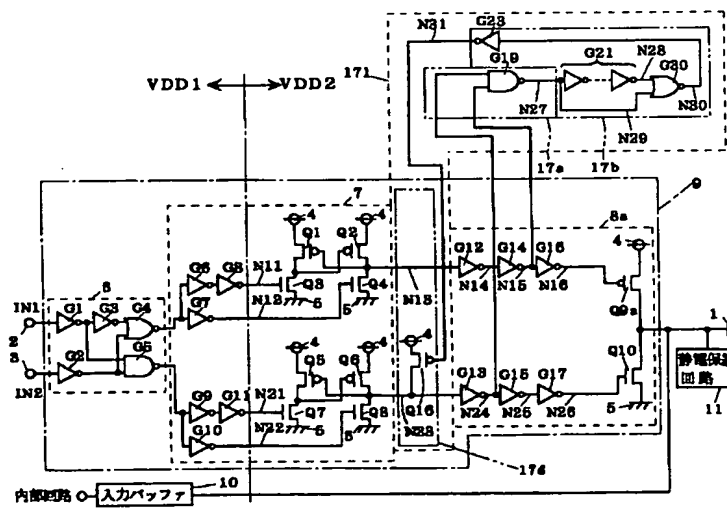 N31
G23
171
G19
G21
N28
G30
VDD1
VDD2
N27
N29
N30
17a
17b
9
7
8a
4
4
Q1
Q2
4
6
G6
G8
N11
Q3
Q4
G12
G14
G16
IN1
G1
G3
G4
N12
5
N13
N14
N15
N16
2
G7
Q9a
3
G2
G5
4
4
4
1
IN2
Q5
Q6
Q10
静電保護
回路
G9
G11
N21
Q7
Q8
Q16
G13
G15
G17
11
G10
N22
5
5
N23
N24
N25
N26
5
17d
内部回路
入力バッファ
10